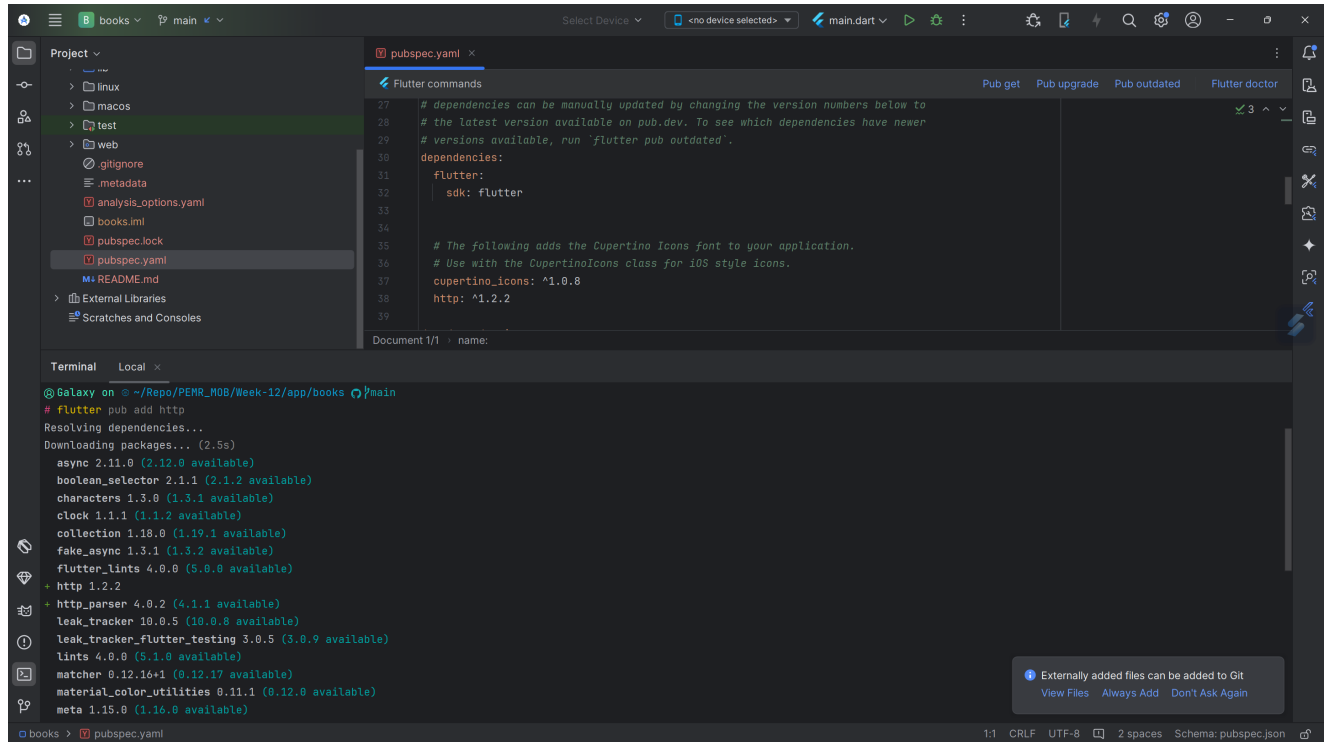 B books main Select Device <no device selected> main.dart
Project
pubspec.yaml
Flutter commands Pub get Pub upgrade Pub outdated Flutter doctor
linux
macos
test
web
.gitignore
.metadata
analysis_options.yaml
books.iml
pubspec.lock
pubspec.yaml
README.md
External Libraries
Scratches and Consoles
27 # dependencies can be manually updated by changing the version numbers below to
28 # the latest version available on pub.dev. To see which dependencies have newer
29 # versions available, run `flutter pub outdated`.
30 dependencies:
31 flutter:
32 sdk: flutter
33
34
35 # The following adds the Cupertino Icons font to your application.
36 # Use with the CupertinoIcons class for iOS style icons.
37 cupertino_icons: ^1.0.8
38 http: ^1.2.2
39
3
Document 1/1 › name:
Terminal Local
Galaxy on ~/Repo/PEMR_MOB/Week-12/app/books main
# flutter pub add http
Resolving dependencies...
Downloading packages... (2.5s)
async 2.11.0 (2.12.0 available)
boolean_selector 2.1.1 (2.1.2 available)
characters 1.3.0 (1.3.1 available)
clock 1.1.1 (1.1.2 available)
collection 1.18.0 (1.19.1 available)
fake_async 1.3.1 (1.3.2 available)
flutter_lints 4.0.0 (5.0.0 available)
+ http 1.2.2
+ http_parser 4.0.2 (4.1.1 available)
leak_tracker 10.0.5 (10.0.8 available)
leak_tracker_flutter_testing 3.0.5 (3.0.9 available)
lints 4.0.0 (5.1.0 available)
matcher 0.12.16+1 (0.12.17 available)
material_color_utilities 0.11.1 (0.12.0 available)
meta 1.15.0 (1.16.0 available)
Externally added files can be added to Git
View Files Always Add Don't Ask Again
books > pubspec.yaml 1:1 CRLF UTF-8 2 spaces Schema: pubspec.json